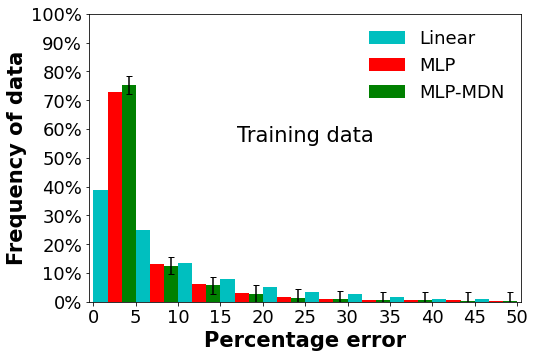 100%
90%
80%
70%
60%
50%
40%
30%
20%
10%
0%
Frequency of data
Linear
MLP
MLP-MDN
Training data
0 5 10 15 20 25 30 35 40 45 50
Percentage error